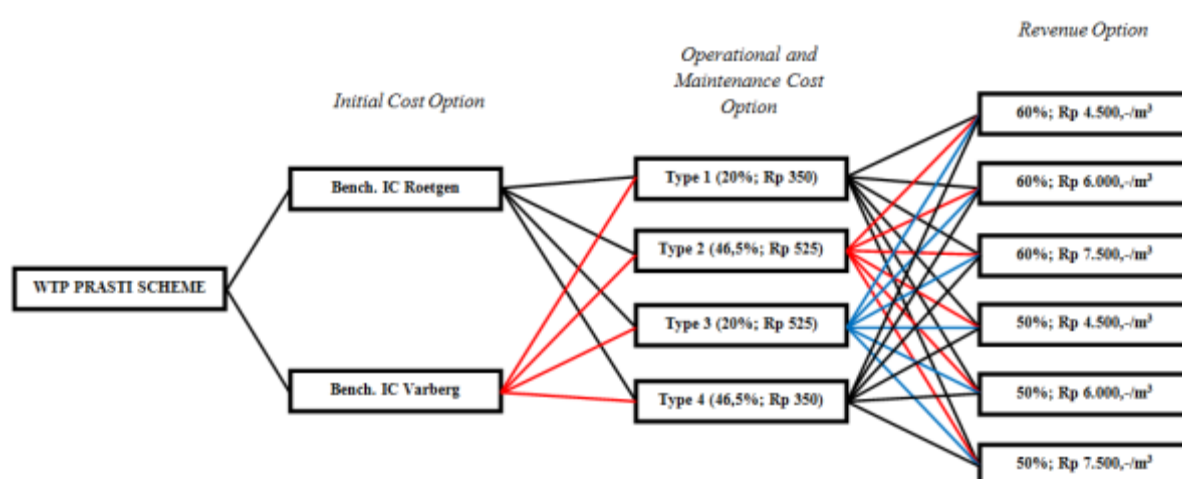 Revenue Option
Operational and
Maintenance Cost
Option
Initial Cost Option
60%; Rp 4.500,-/m³
Bench. IC Roetgen
Type 1 (20%; Rp 350)
60%; Rp 6.000,-/m³
Type 2 (46,5%; Rp 525)
60%; Rp 7.500,-/m³
WTP PRASTI SCHEME
Type 3 (20%; Rp 525)
50%; Rp 4.500,-/m³
Bench. IC Varberg
Type 4 (46,5%; Rp 350)
50%; Rp 6.000,-/m³
50%; Rp 7.500,-/m³